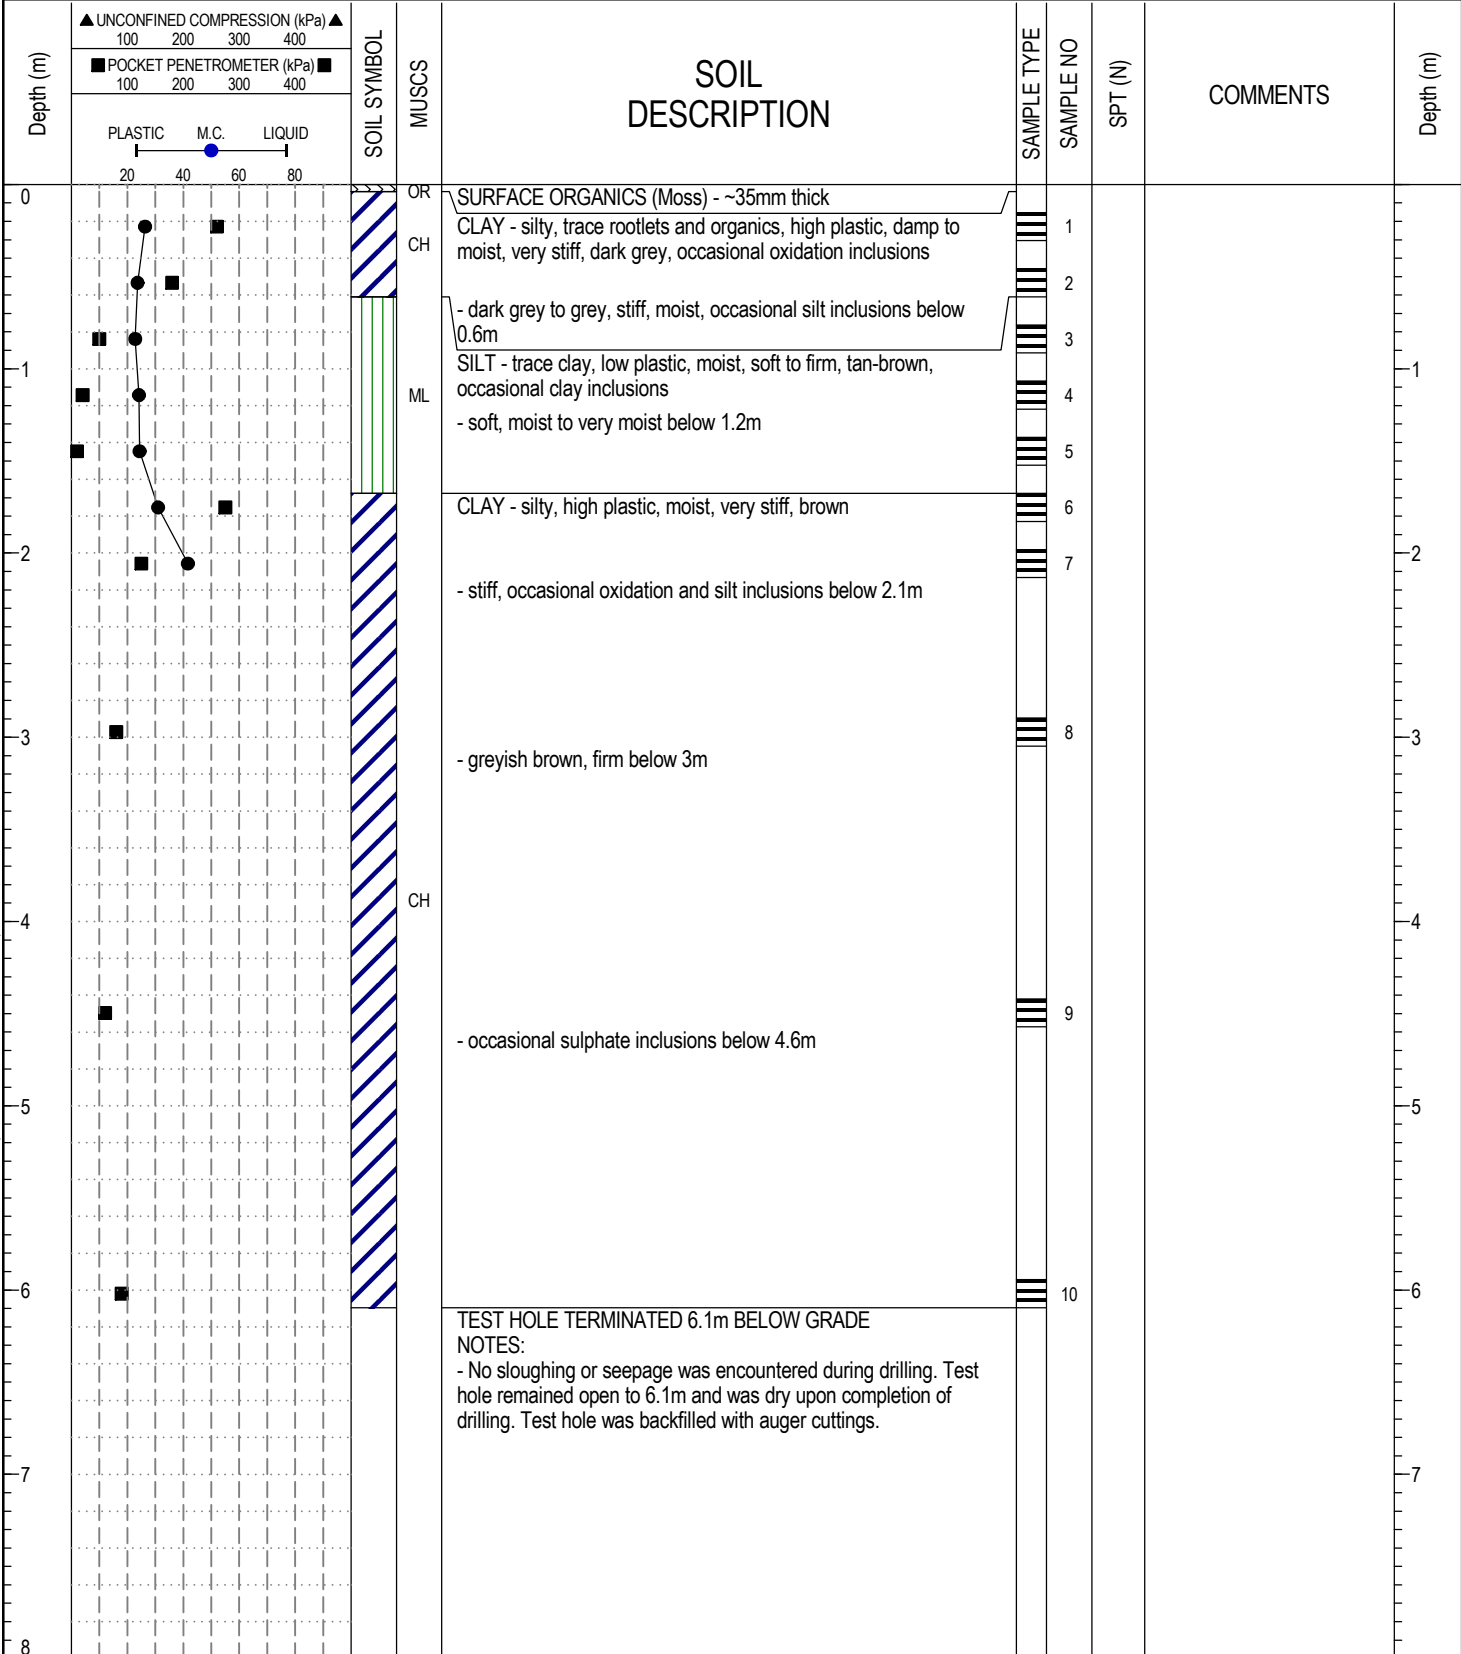 ▲ UNCONFINED COMPRESSION (kPa) ▲
100 200 300 400
■ POCKET PENETROMETER (kPa) ■
100 200 300 400
PLASTIC M.C. LIQUID
20 40 60 80
Depth (m)
SOIL SYMBOL
MUSCS
SOIL
DESCRIPTION
SAMPLE TYPE
SAMPLE NO
SPT (N)
COMMENTS
Depth (m)
0
OR
SURFACE ORGANICS (Moss) - ~35mm thick
CLAY - silty, trace rootlets and organics, high plastic, damp to
moist, very stiff, dark grey, occasional oxidation inclusions
CH
1
2
- dark grey to grey, stiff, moist, occasional silt inclusions below
0.6m
3
SILT - trace clay, low plastic, moist, soft to firm, tan-brown,
occasional clay inclusions
1
1
ML
4
- soft, moist to very moist below 1.2m
5
CLAY - silty, high plastic, moist, very stiff, brown
6
2
7
2
- stiff, occasional oxidation and silt inclusions below 2.1m
3
8
3
- greyish brown, firm below 3m
CH
4
4
9
- occasional sulphate inclusions below 4.6m
5
5
6
10
6
TEST HOLE TERMINATED 6.1m BELOW GRADE
NOTES:
- No sloughing or seepage was encountered during drilling. Test
hole remained open to 6.1m and was dry upon completion of
drilling. Test hole was backfilled with auger cuttings.
7
7
8